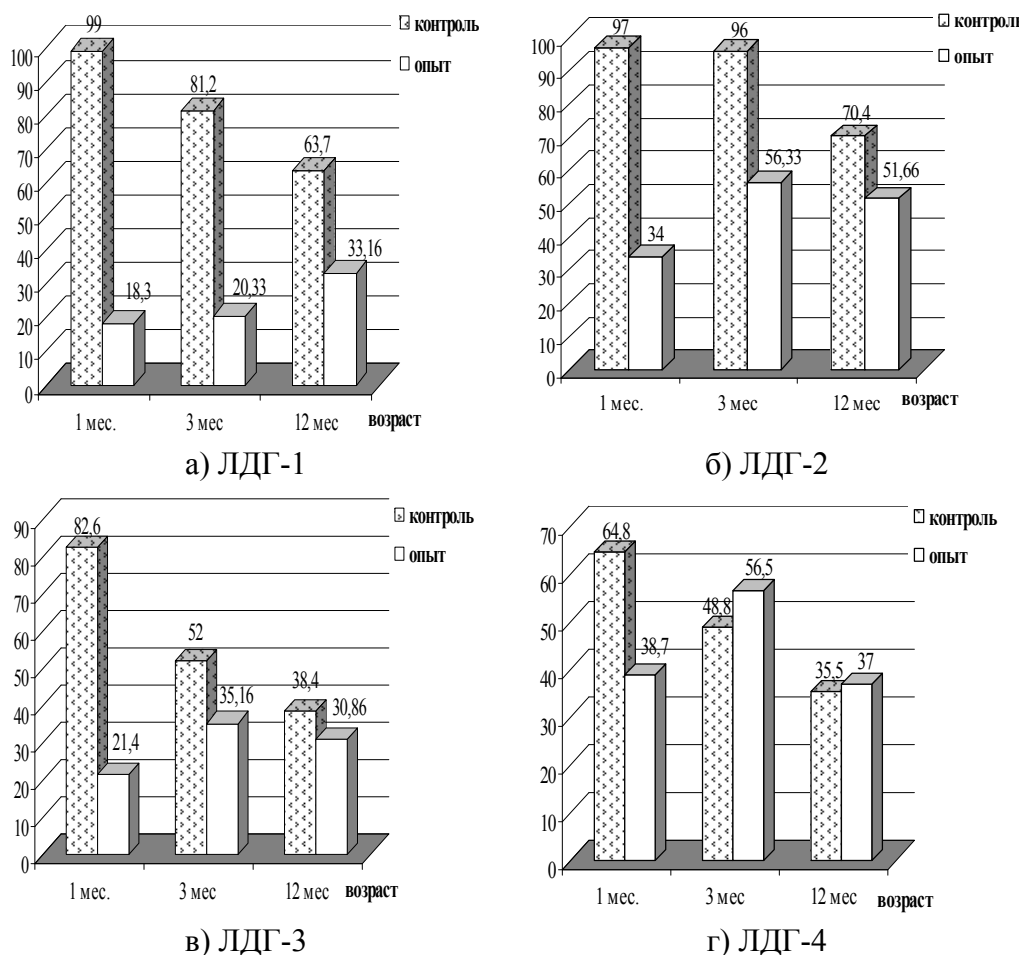 99
контроль
опыт
81,2
63,7
33,16
18,3
20,33
100
90
80
70
60
50
40
30
20
10
0
1 мес.
3 мес
12 мес
возраст
а) ЛДГ-1
97
96
контроль
опыт
70,4
56,33
51,66
34
100
90
80
70
60
50
40
30
20
10
0
1 мес.
3 мес
12 мес
возраст
б) ЛДГ-2
82,6
контроль
опыт
52
35,16
38,4
30,86
21,4
90
80
70
60
50
40
30
20
10
0
1 мес.
3 мес
12 мес
возраст
в) ЛДГ-3
64,8
контроль
опыт
56,5
48,8
38,7
35,5
37
70
60
50
40
30
20
10
0
1 мес.
3 мес
12 мес
возраст
г) ЛДГ-4